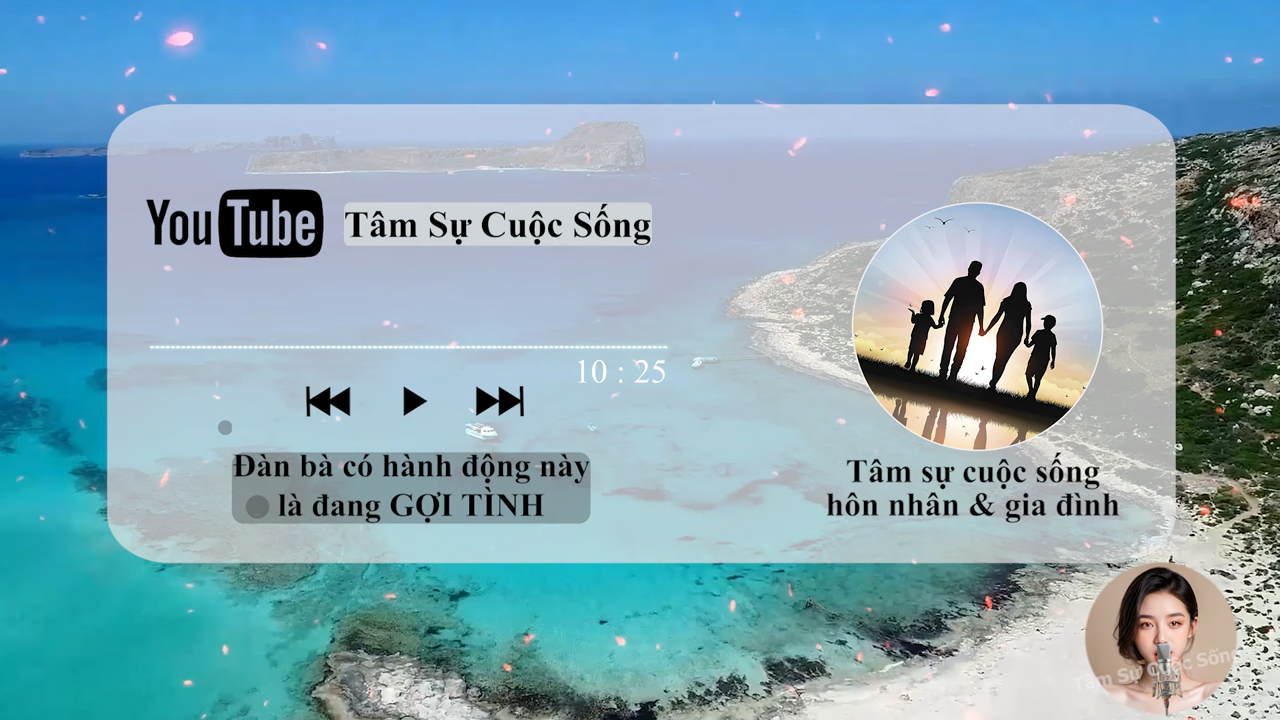 YouTube Tâm Sự Cuộc Sống
10 : 25
Đàn bà có hành động này
là đang GỢI TÌNH
Tâm sự cuộc sống
hôn nhân & gia đình
Tâm Sự Cuộc Sống